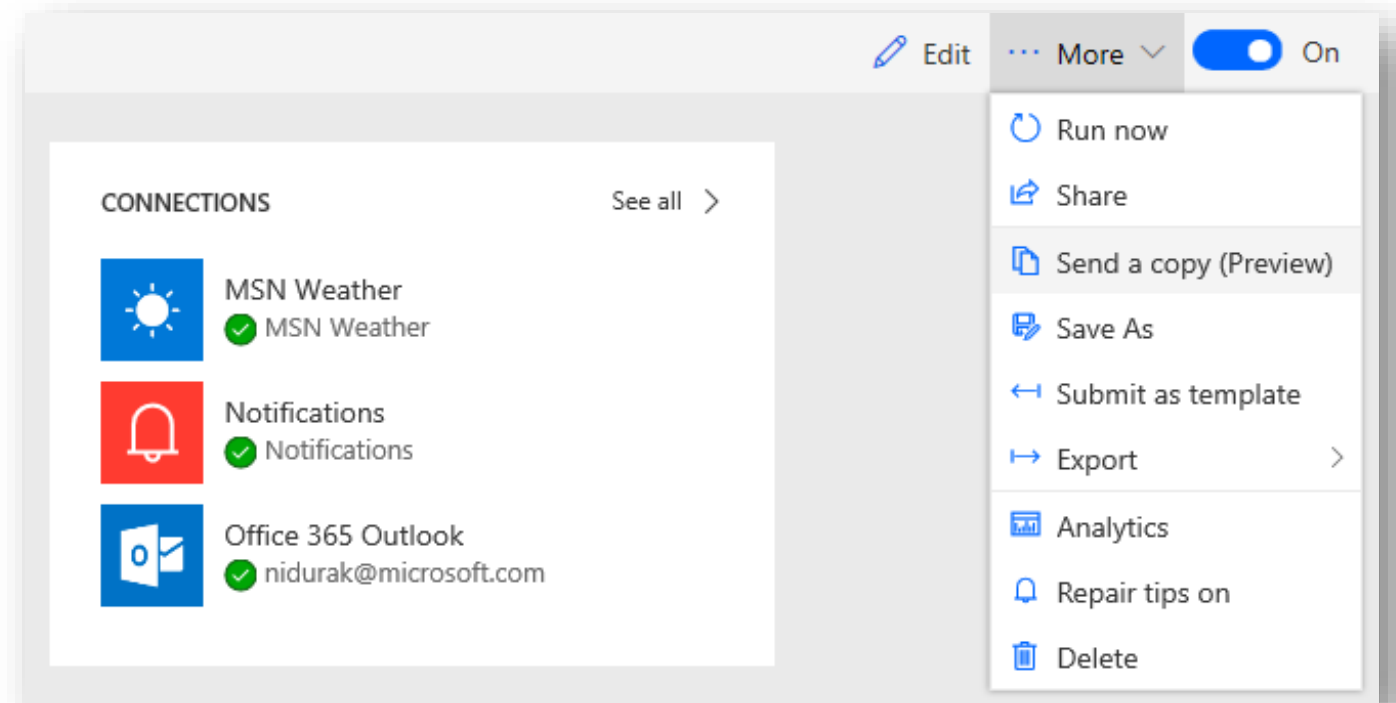 Edit
··· More
On
Run now
Share
Send a copy (Preview)
Save As
Submit as template
Export
Analytics
Repair tips on
Delete
CONNECTIONS
See all
MSN Weather
MSN Weather
Notifications
Notifications
Office 365 Outlook
nidurak@microsoft.com